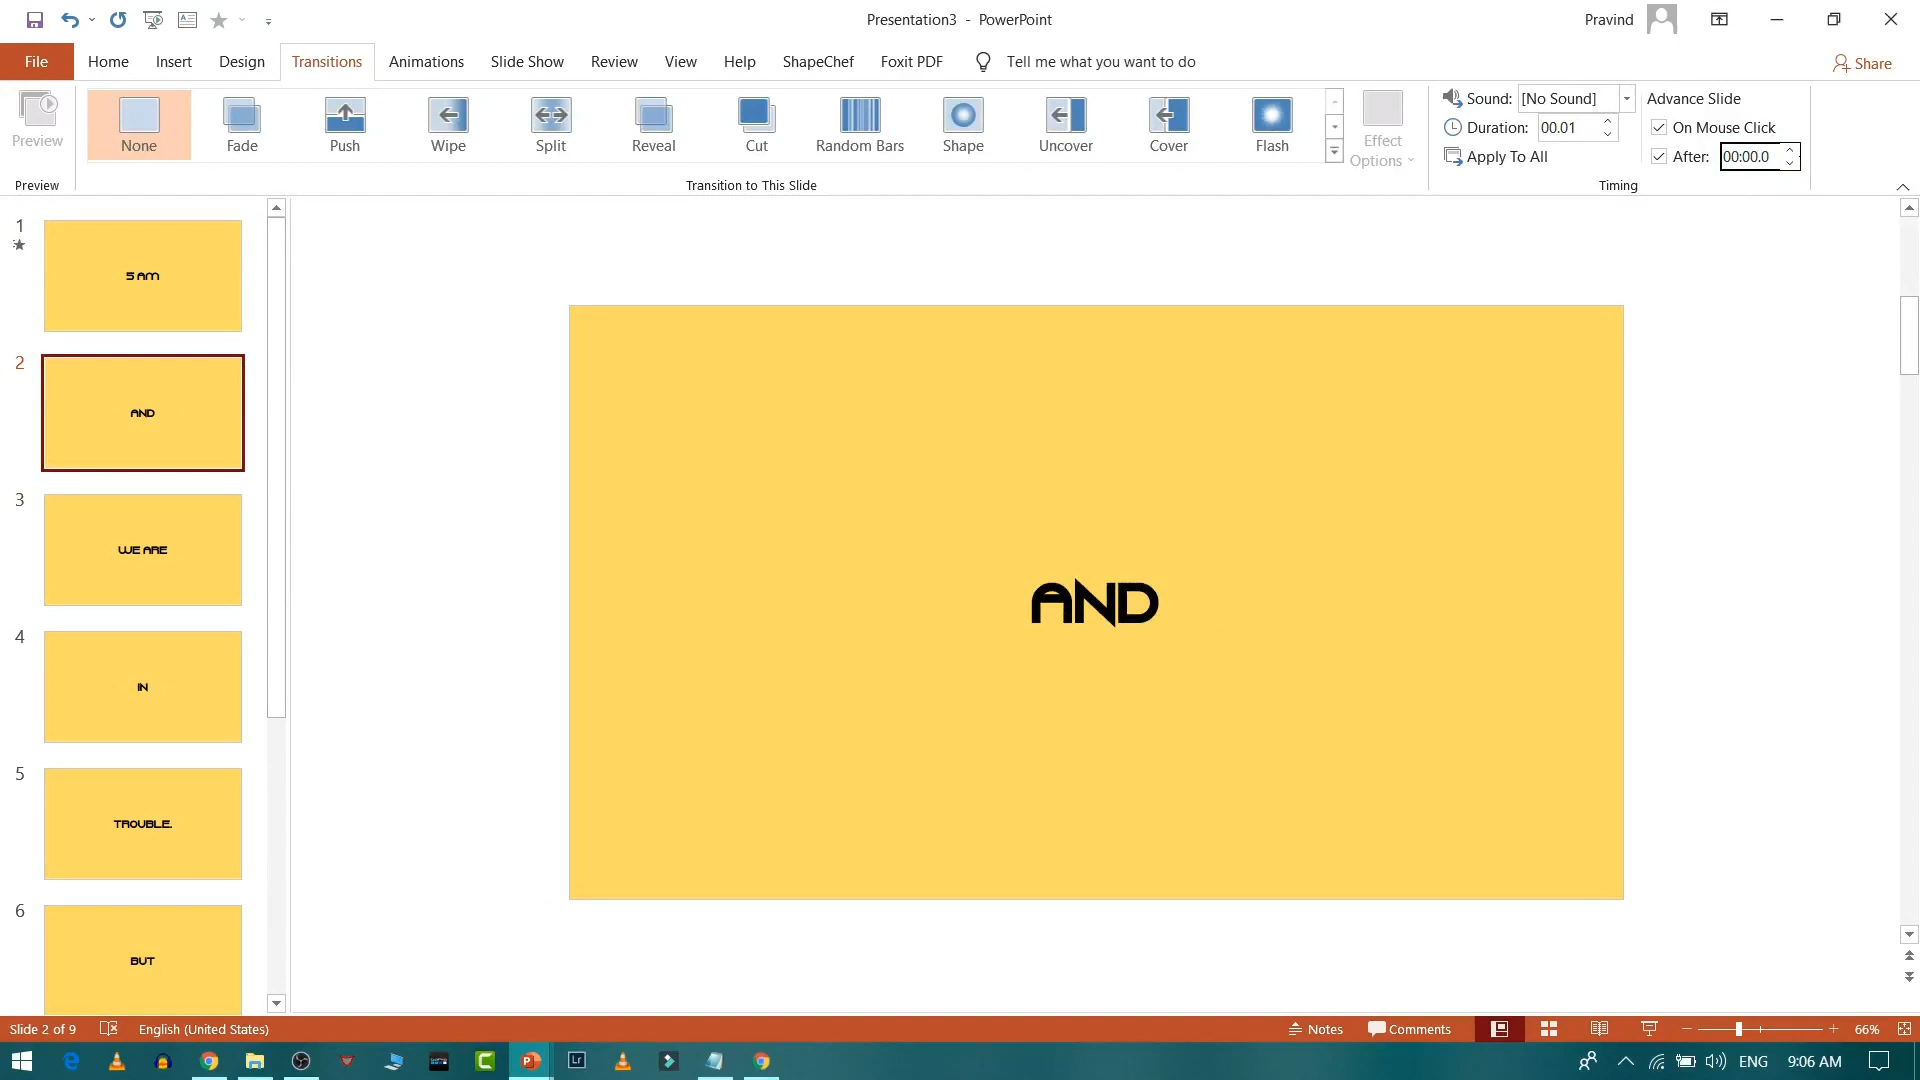 Presentation3 - PowerPoint
Pravind
File Home Insert Design Transitions Animations Slide Show Review View Help ShapeChef Foxit PDF Tell me what you want to do Share
Preview
None Fade Push Wipe Split Reveal Cut Random Bars Shape Uncover Cover Flash
Effect
Options
Sound: [No Sound]
Duration: 00.01
Apply To All
Advance Slide
On Mouse Click
After: 00:00.0
Preview Transition to This Slide Timing
1
5 AM
2
AND
3
WE ARE
4
IN
5
TROUBLE.
6
BUT
AND
Slide 2 of 9 English (United States) Notes Comments 66%
Lr ENG 9:06 AM